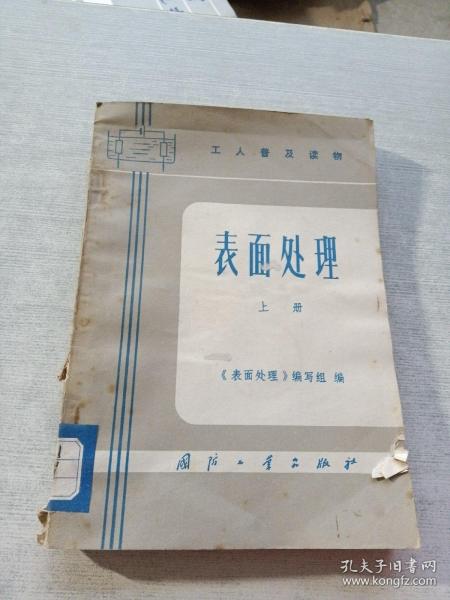 工人普及读物
表面处理
上册
《表面处理》编写组 编
国防工业出版社
孔夫子旧书网
www.kongfz.com